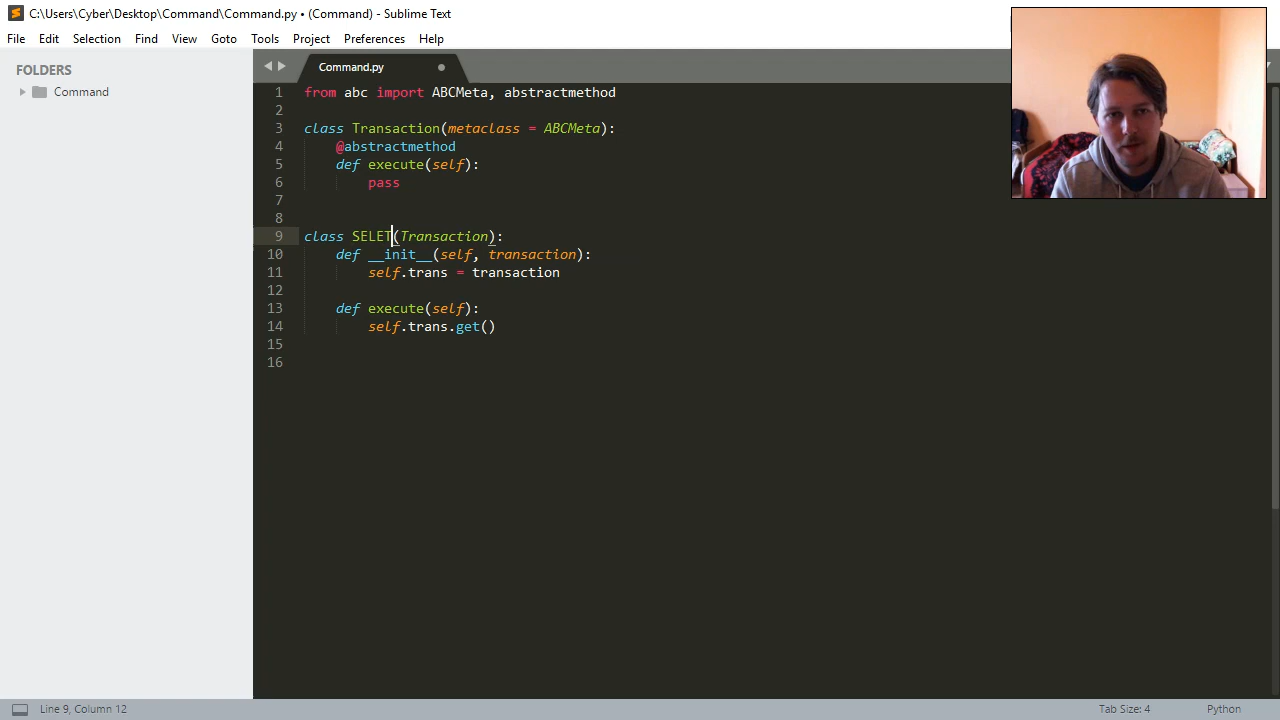 C:\Users\Cyber\Desktop\Command\Command.py • (Command) - Sublime Text
File Edit Selection Find View Goto Tools Project Preferences Help
FOLDERS
Command
Command.py
1 from abc import ABCMeta, abstractmethod
2
3 class Transaction(metaclass = ABCMeta):
4 @abstractmethod
5 def execute(self):
6 pass
7
8
9 class SELET(Transaction):
10 def __init__(self, transaction):
11 self.trans = transaction
12
13 def execute(self):
14 self.trans.get()
15
16
Line 9, Column 12
Tab Size: 4
Python